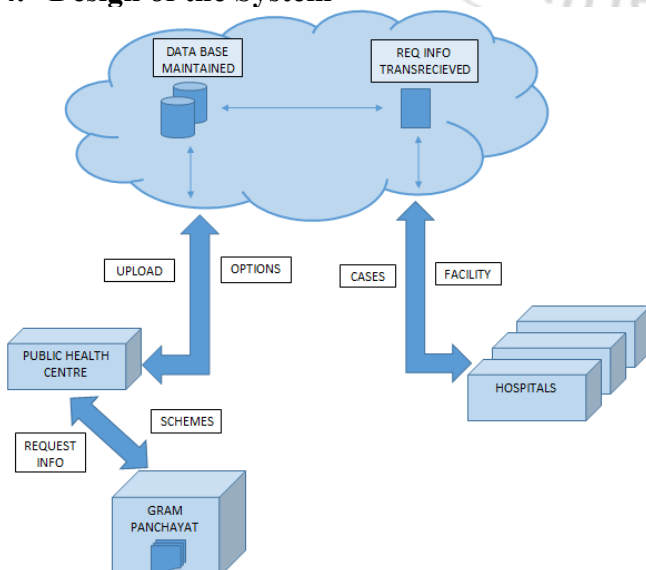 Design of the System
DATA BASE
MAINTAINED
REQ INFO
TRANSRECIEVED
UPLOAD
OPTIONS
CASES
FACILITY
PUBLIC HEALTH
CENTRE
HOSPITALS
SCHEMES
REQUEST
INFO
GRAM
PANCHAYAT